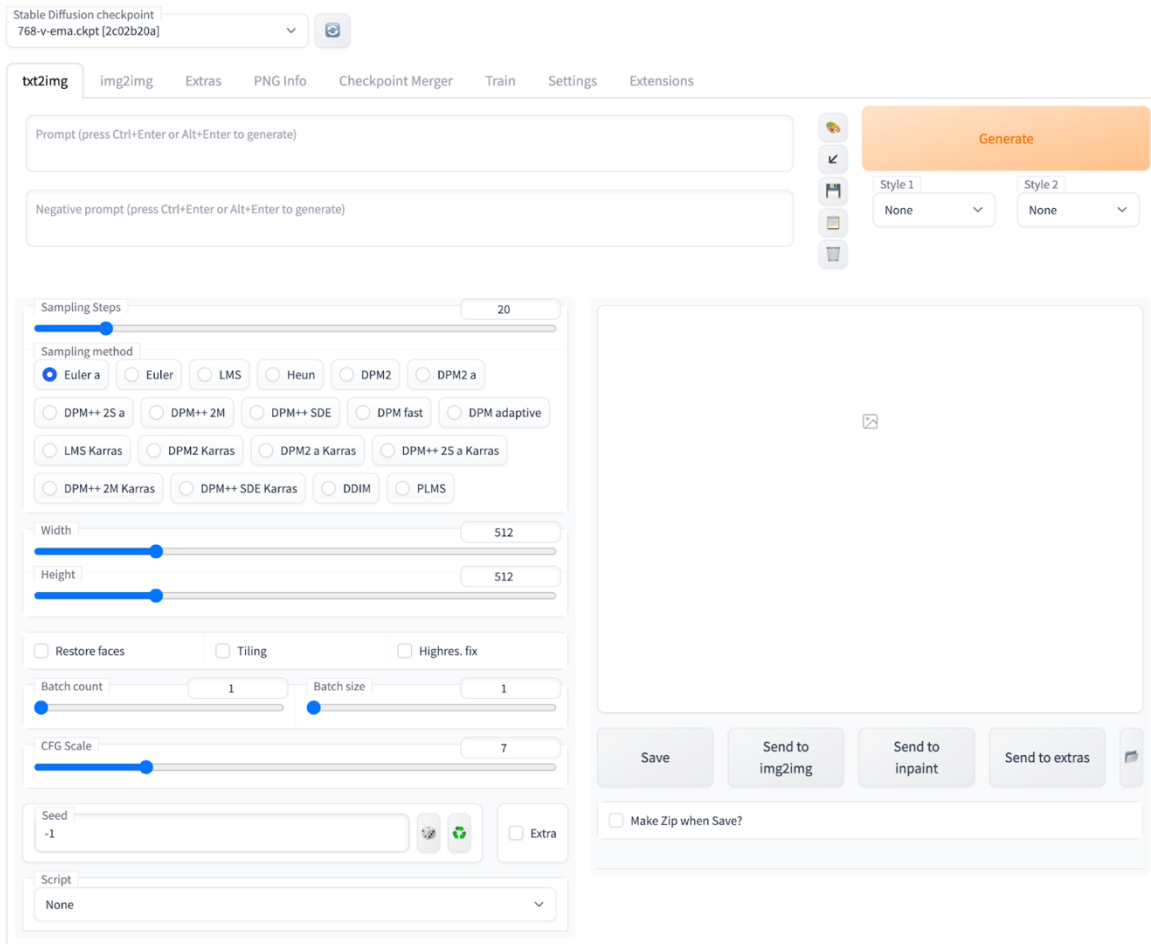 Stable Diffusion checkpoint
768-v-ema.ckpt [2c02b20a]
txt2img img2img Extras PNG Info Checkpoint Merger Train Settings Extensions
Prompt (press Ctrl+Enter or Alt+Enter to generate)
Generate
Style 1 Style 2
None None
Negative prompt (press Ctrl+Enter or Alt+Enter to generate)
Sampling Steps 20
Sampling method
Euler a Euler LMS Heun DPM2 DPM2 a
DPM++ 2S a DPM++ 2M DPM++ SDE DPM fast DPM adaptive
LMS Karras DPM2 Karras DPM2 a Karras DPM++ 2S a Karras
DPM++ 2M Karras DPM++ SDE Karras DDIM PLMS
Width 512
Height 512
Restore faces Tiling Highres. fix
Batch count 1 Batch size 1
CFG Scale 7
Seed
-1
Extra
Script
None
Save
Send to
img2img
Send to
inpaint
Send to extras
Make Zip when Save?